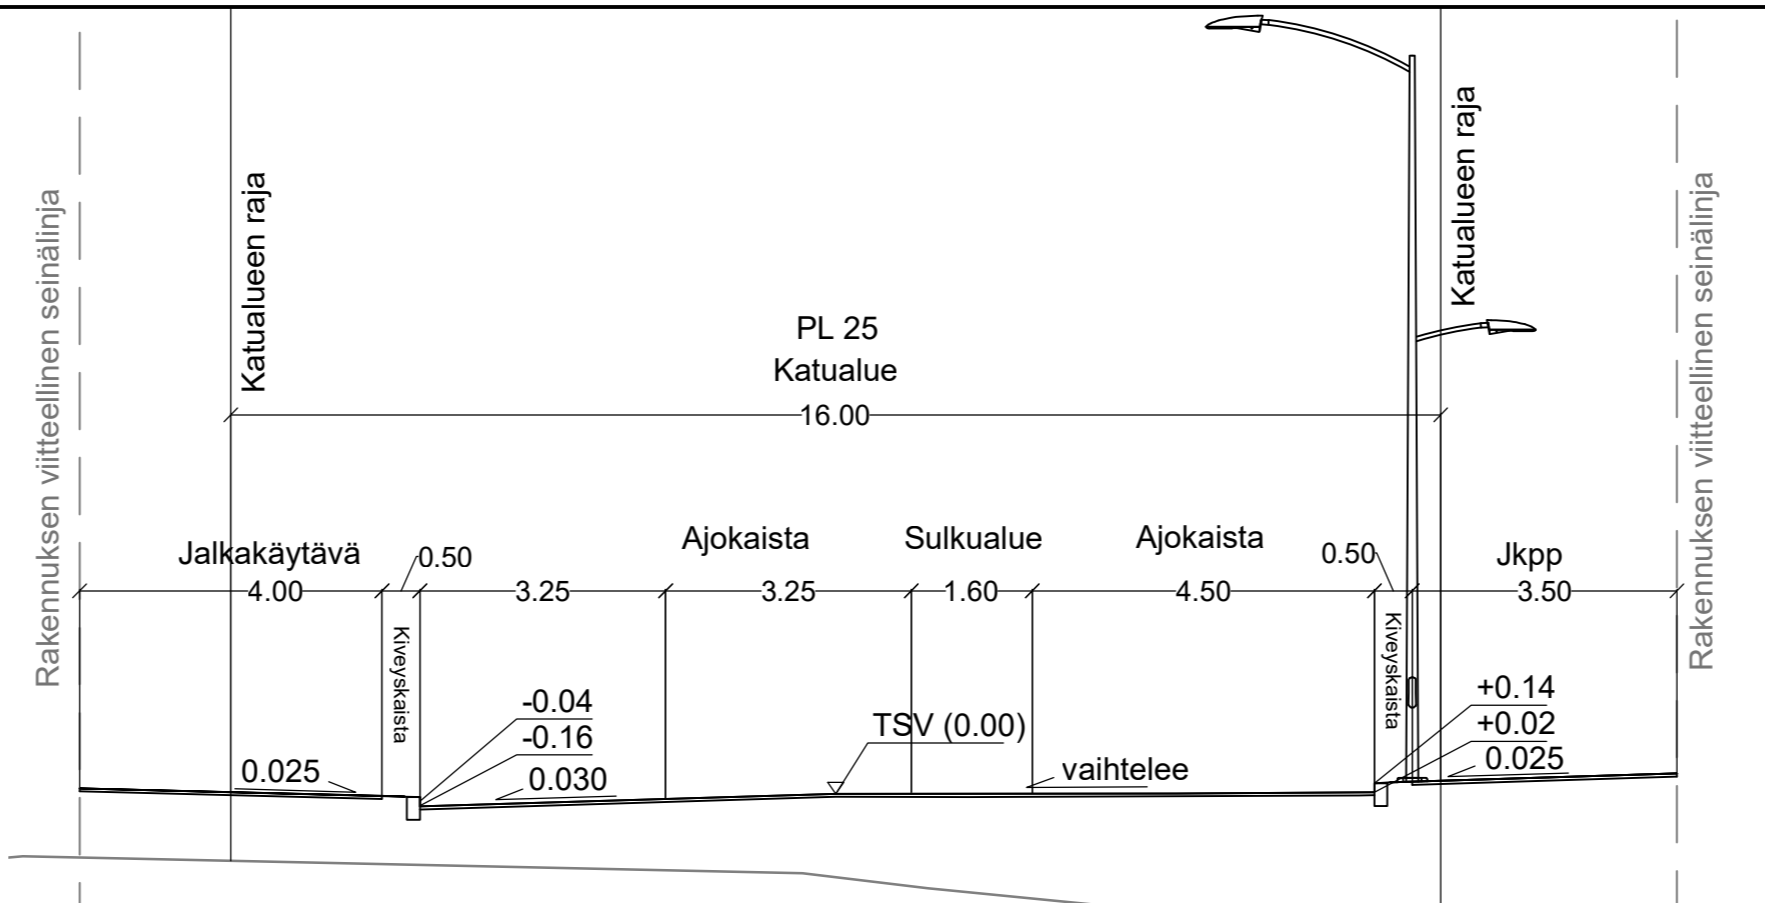 Rakennuksen viitteellinen seinälinja
Katualueen raja
PL 25
Katualue
16.00
Katualueen raja
Rakennuksen viitteellinen seinälinja
Jalkakäytävä
0.50
Ajokaista
Sulkualue
Ajokaista
0.50
Jkpp
4.00
3.25
3.25
1.60
4.50
3.50
Kiveyskaista
Kiveyskaista
-0.04
-0.16
0.030
0.025
TSV (0.00)
vaihtelee
+0.14
+0.02
0.025